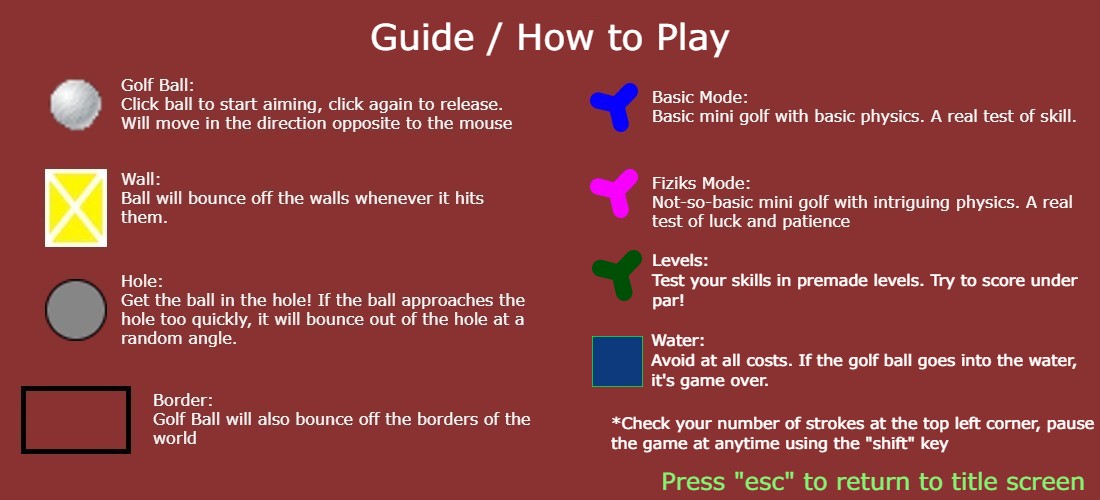 Guide / How to Play
Golf Ball:
Click ball to start aiming, click again to release.
Will move in the direction opposite to the mouse
Wall:
Ball will bounce off the walls whenever it hits
them.
Hole:
Get the ball in the hole! If the ball approaches the
hole too quickly, it will bounce out of the hole at a
random angle.
Border:
Golf Ball will also bounce off the borders of the
world
Basic Mode:
Basic mini golf with basic physics. A real test of skill.
Fiziks Mode:
Not-so-basic mini golf with intriguing physics. A real
test of luck and patience
Levels:
Test your skills in premade levels. Try to score under
par!
Water:
Avoid at all costs. If the golf ball goes into the water,
it's game over.
*Check your number of strokes at the top left corner, pause
the game at anytime using the "shift" key
Press "esc" to return to title screen